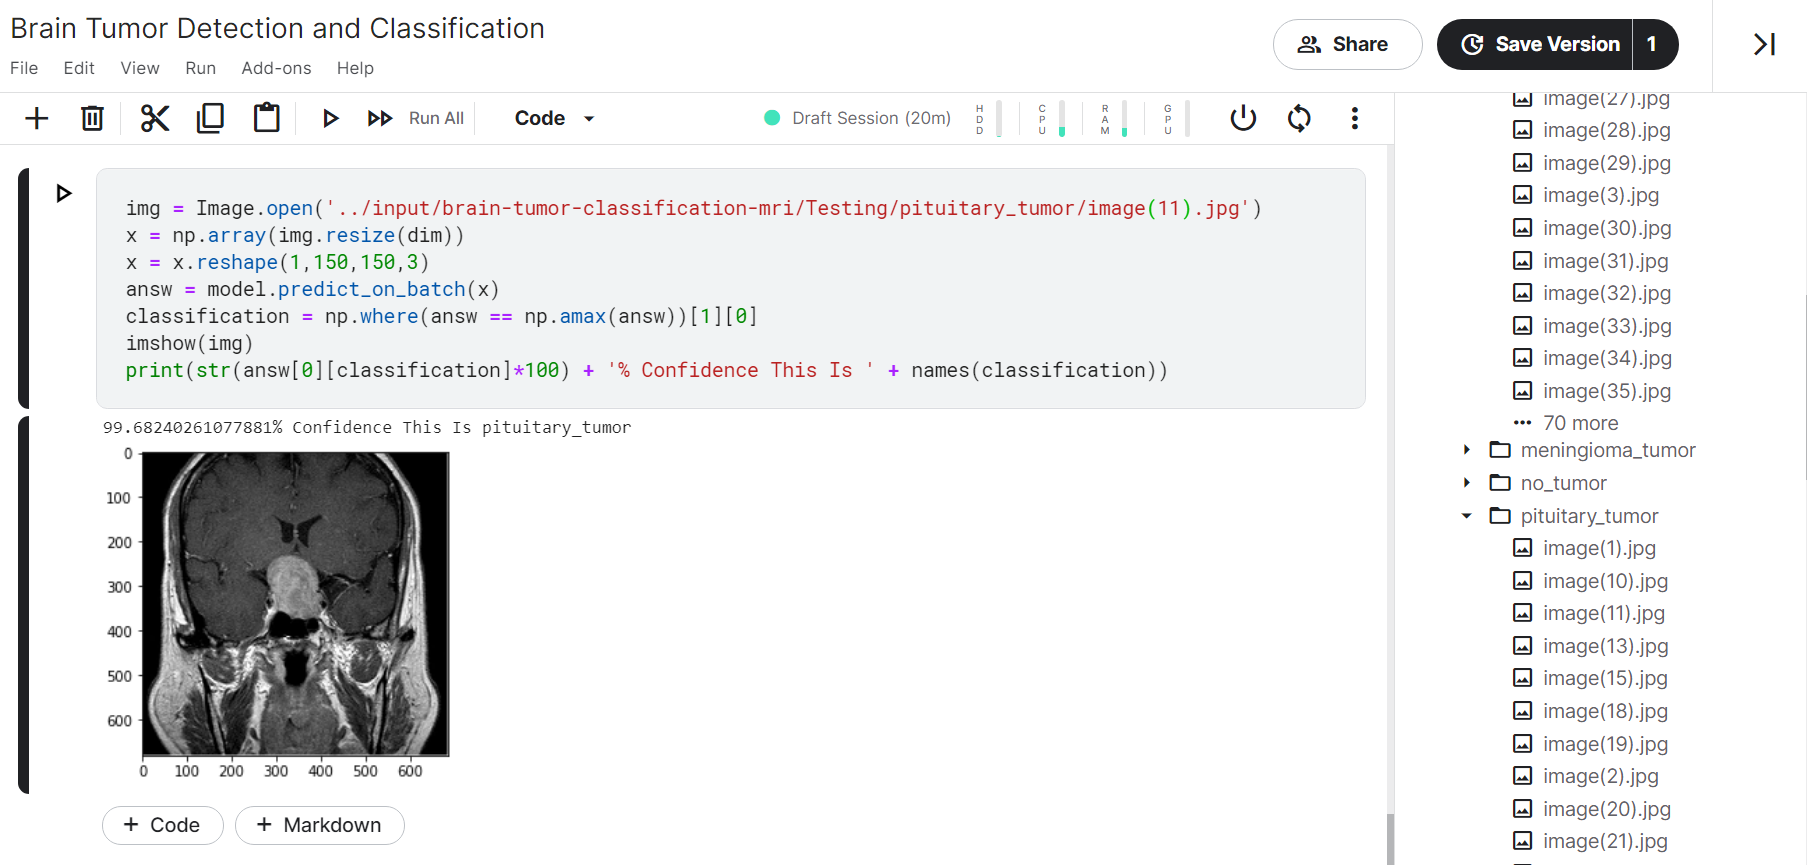 Brain Tumor Detection and Classification
File Edit View Run Add-ons Help
Share
Save Version 1
Run All
Code
Draft Session (20m)
HDD
CPU
RAM
GPU
img = Image.open('../input/brain-tumor-classification-mri/Testing/pituitary_tumor/image(11).jpg')
x = np.array(img.resize(dim))
x = x.reshape(1,150,150,3)
answ = model.predict_on_batch(x)
classification = np.where(answ == np.amax(answ))[1][0]
imshow(img)
print(str(answ[0][classification]*100) + '% Confidence This Is ' + names(classification))
99.68240261077881% Confidence This Is pituitary_tumor
0
100
200
300
400
500
600
0 100 200 300 400 500 600
+ Code
+ Markdown
image(27).jpg
image(28).jpg
image(29).jpg
image(3).jpg
image(30).jpg
image(31).jpg
image(32).jpg
image(33).jpg
image(34).jpg
image(35).jpg
70 more
meningioma_tumor
no_tumor
pituitary_tumor
image(1).jpg
image(10).jpg
image(11).jpg
image(13).jpg
image(15).jpg
image(18).jpg
image(19).jpg
image(2).jpg
image(20).jpg
image(21).jpg